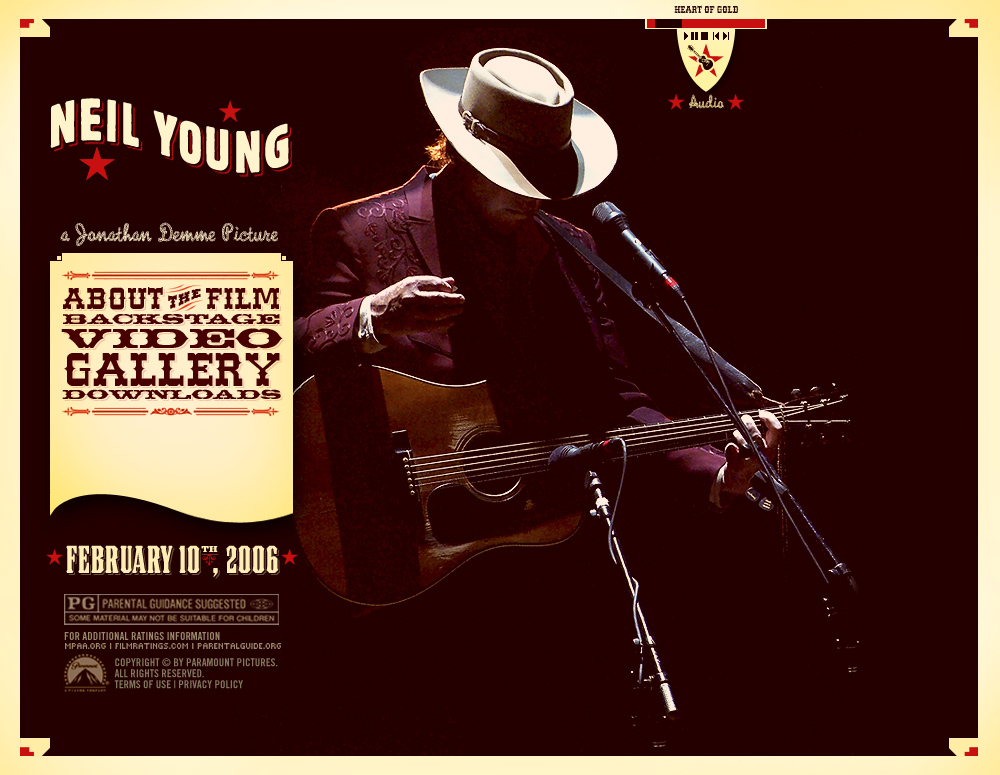 HEART OF GOLD
Audio
NEIL YOUNG
a Jonathan Demme Picture
ABOUT THE FILM
BACKSTAGE
VIDEO
GALLERY
DOWNLOADS
FEBRUARY 10TH, 2006
PG PARENTAL GUIDANCE SUGGESTED
SOME MATERIAL MAY NOT BE SUITABLE FOR CHILDREN
FOR ADDITIONAL RATINGS INFORMATION
MPAA.ORG | FILMRATINGS.COM | PARENTALGUIDE.ORG
Paramount
COPYRIGHT © BY PARAMOUNT PICTURES.
ALL RIGHTS RESERVED.
TERMS OF USE | PRIVACY POLICY